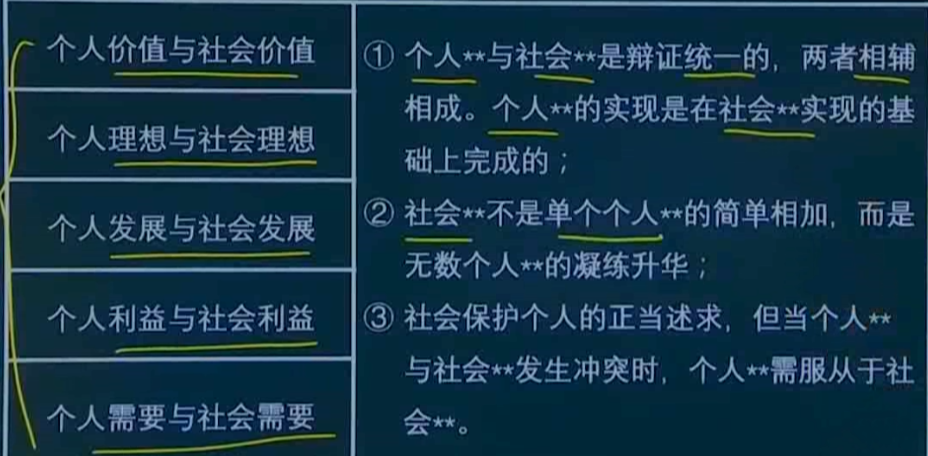 个人价值与社会价值
个人理想与社会理想
个人发展与社会发展
个人利益与社会利益
个人需要与社会需要
① 个人**与社会**是辩证统一的，两者相辅
相成。个人**的实现是在社会**实现的基
础上完成的；
② 社会**不是单个个人**的简单相加，而是
无数个人**的凝练升华；
③ 社会保护个人的正当述求，但当个人**
与社会**发生冲突时，个人**需服从于社
会**。